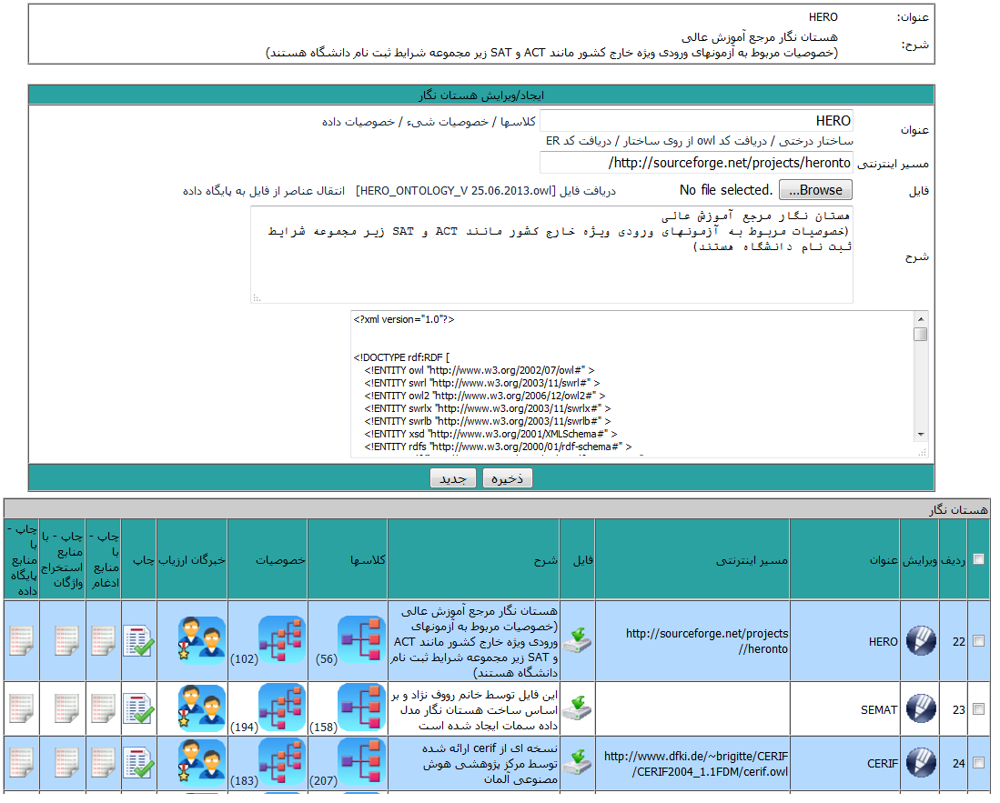 عنوان: HERO
شرح: هستان نگار مرجع آموزش عالی
(خصوصیات مربوط به آزمونهای ورودی ویژه خارج کشور مانند ACT و SAT زیر مجموعه شرایط ثبت نام دانشگاه هستند)
ایجاد/ویرایش هستان نگار
عنوان HERO کلاسها / خصوصیات شیء / خصوصیات داده
ساختار درختی / دریافت کد owl از روی ساختار / دریافت کد ER
مسیر اینترنتی http://sourceforge.net/projects/heronto/
فایل Browse... No file selected. دریافت فایل [HERO_ONTOLOGY_V 25.06.2013.owl] انتقال عناصر از فایل به پایگاه داده
شرح
هستان نگار مرجع آموزش عالی
(خصوصیات مربوط به آزمونهای ورودی ویژه خارج کشور مانند ACT و SAT زیر مجموعه شرایط
ثبت نام دانشگاه هستند)
<?xml version="1.0"?>
<!DOCTYPE rdf:RDF [
<!ENTITY owl "http://www.w3.org/2002/07/owl#" >
<!ENTITY swrl "http://www.w3.org/2003/11/swrl#" >
<!ENTITY owl2 "http://www.w3.org/2006/12/owl2#" >
<!ENTITY swrlx "http://www.w3.org/2003/11/swrlx#" >
<!ENTITY swrlb "http://www.w3.org/2003/11/swrlb#" >
<!ENTITY xsd "http://www.w3.org/2001/XMLSchema#" >
<!ENTITY rdfs "http://www.w3.org/2000/01/rdf-schema#" >
ذخیره جدید
هستان نگار
ردیف ویرایش عنوان مسیر اینترنتی فایل شرح کلاسها خصوصیات خبرگان ارزیاب چاپ
چاپ - با منابع ادغام
چاپ - با منابع استخراج واژگان
چاپ - با منابع پایگاه داده
22 HERO
http://sourceforge.net/projects
/heronto/
هستان نگار مرجع آموزش عالی
(خصوصیات مربوط به آزمونهای
ورودی ویژه خارج کشور مانند ACT
و SAT زیر مجموعه شرایط ثبت نام
دانشگاه هستند)
(56) (102)
23 SEMAT
این فایل توسط خانم رووف نژاد و بر
اساس ساخت هستان نگار مدل
داده سمات ایجاد شده است
(158) (194)
24 CERIF
http://www.dfki.de/~brigitte/CERIF
/CERIF2004_1.1FDM/cerif.owl
نسخه ای از cerif ارائه شده
توسط مرکز پژوهشی هوش
مصنوعی آلمان
(207) (183)